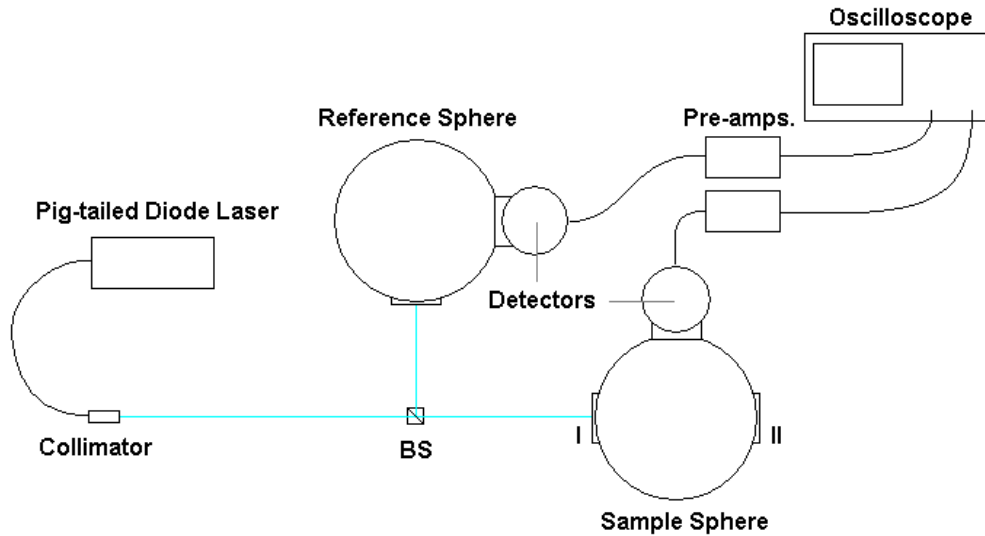 Oscilloscope
Reference Sphere
Pre-amps.
Pig-tailed Diode Laser
Detectors
I
II
Collimator
BS
Sample Sphere